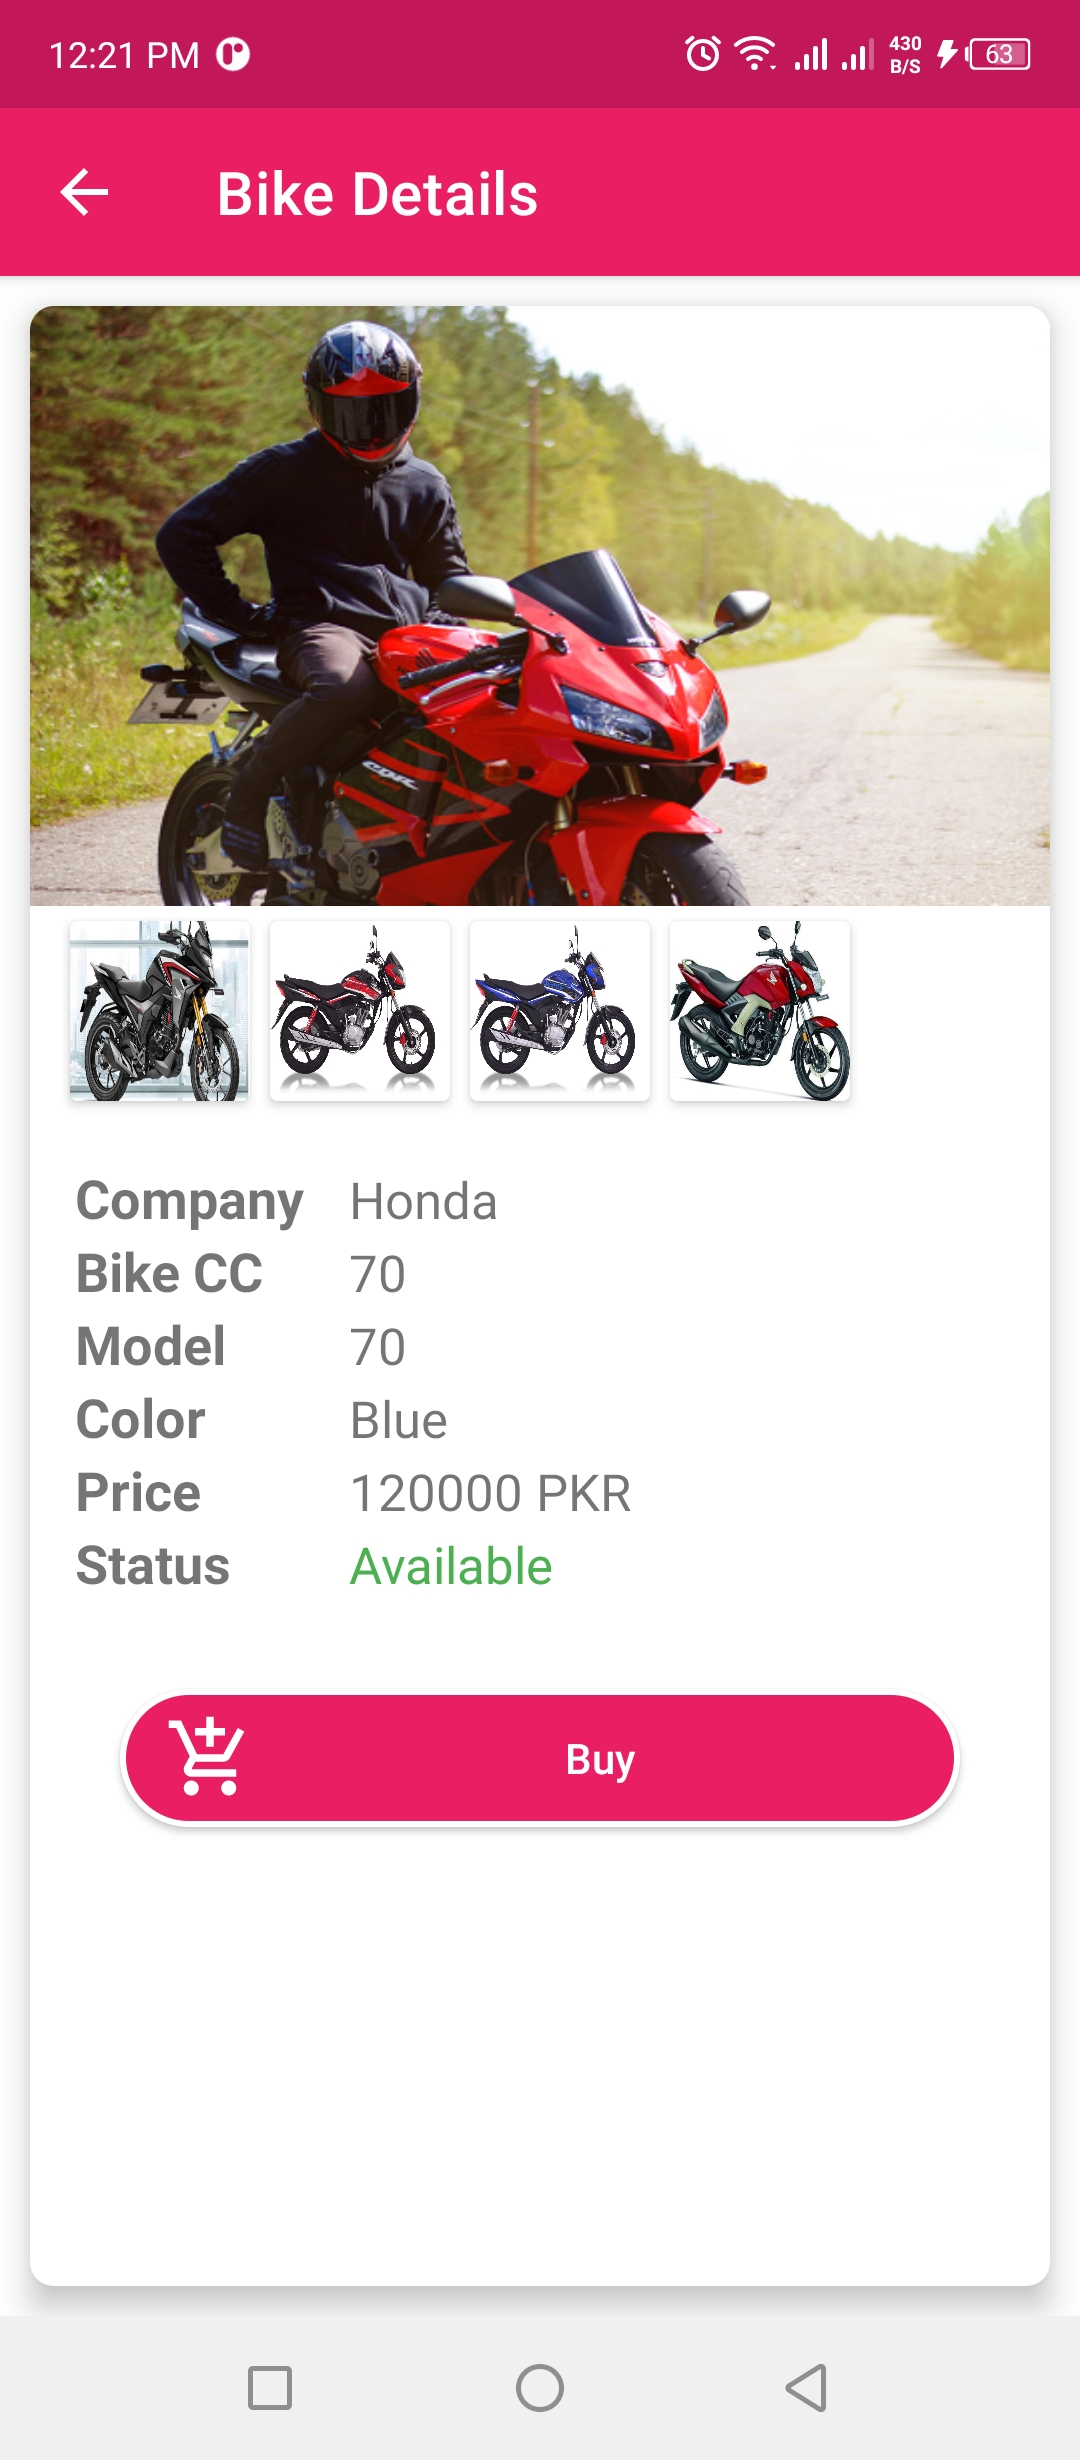 12:21 PM
430 B/S
63
Bike Details
CBR
Company Honda
Bike CC 70
Model 70
Color Blue
Price 120000 PKR
Status Available
Buy